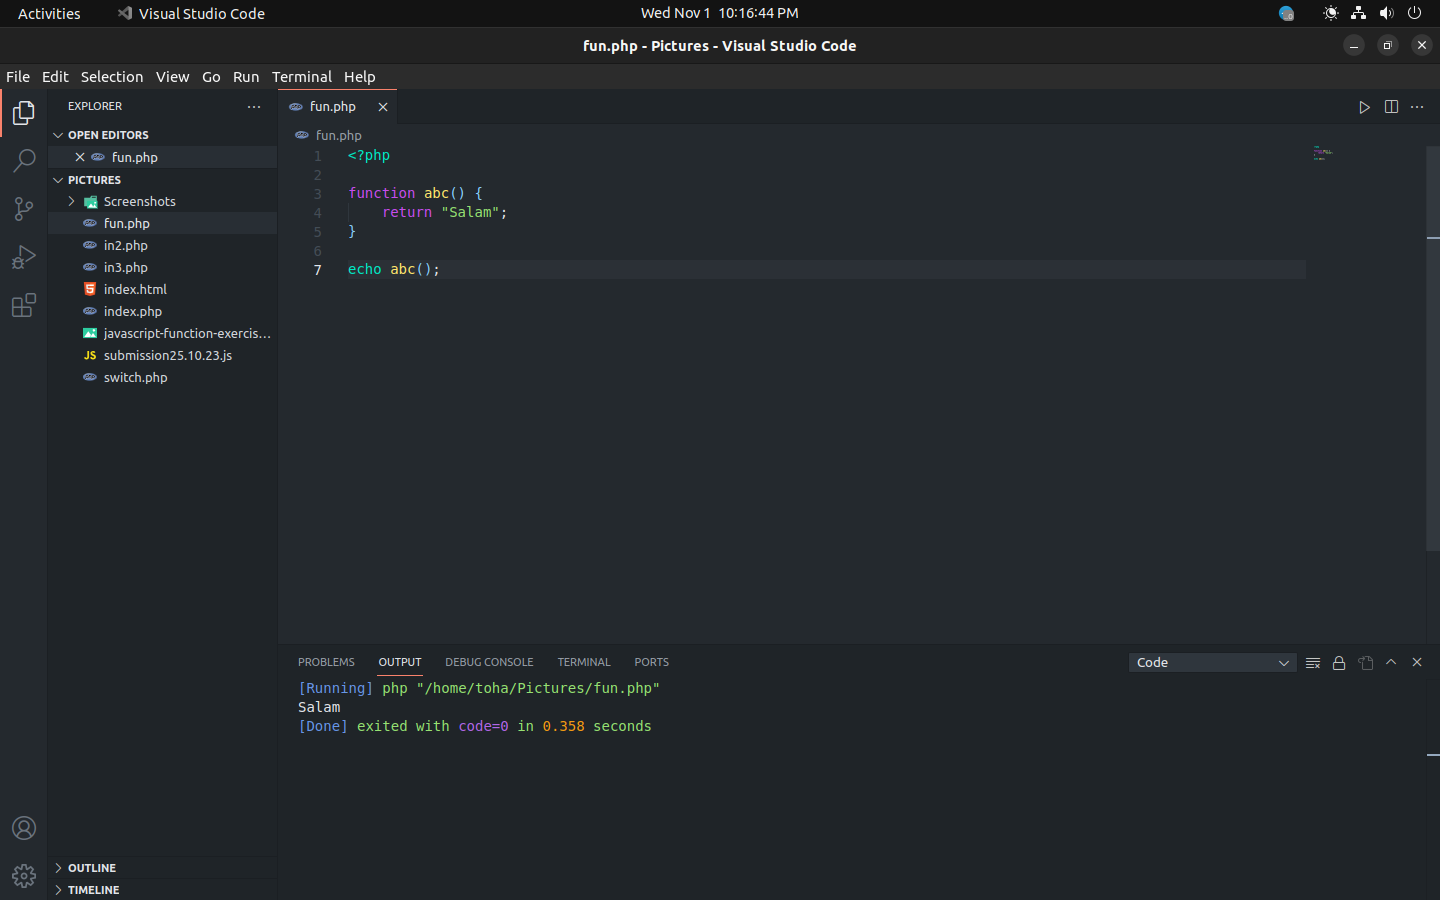 Activities
Visual Studio Code
Wed Nov 1 10:16:44 PM
fun.php - Pictures - Visual Studio Code
File Edit Selection View Go Run Terminal Help
EXPLORER
OPEN EDITORS
fun.php
PICTURES
Screenshots
fun.php
in2.php
in3.php
index.html
index.php
javascript-function-exercis...
JS submission25.10.23.js
switch.php
OUTLINE
TIMELINE
fun.php
fun.php
1 <?php
2
3 function abc() {
4     return "Salam";
5 }
6
7 echo abc();
PROBLEMS OUTPUT DEBUG CONSOLE TERMINAL PORTS
Code
[Running] php "/home/toha/Pictures/fun.php"
Salam
[Done] exited with code=0 in 0.358 seconds